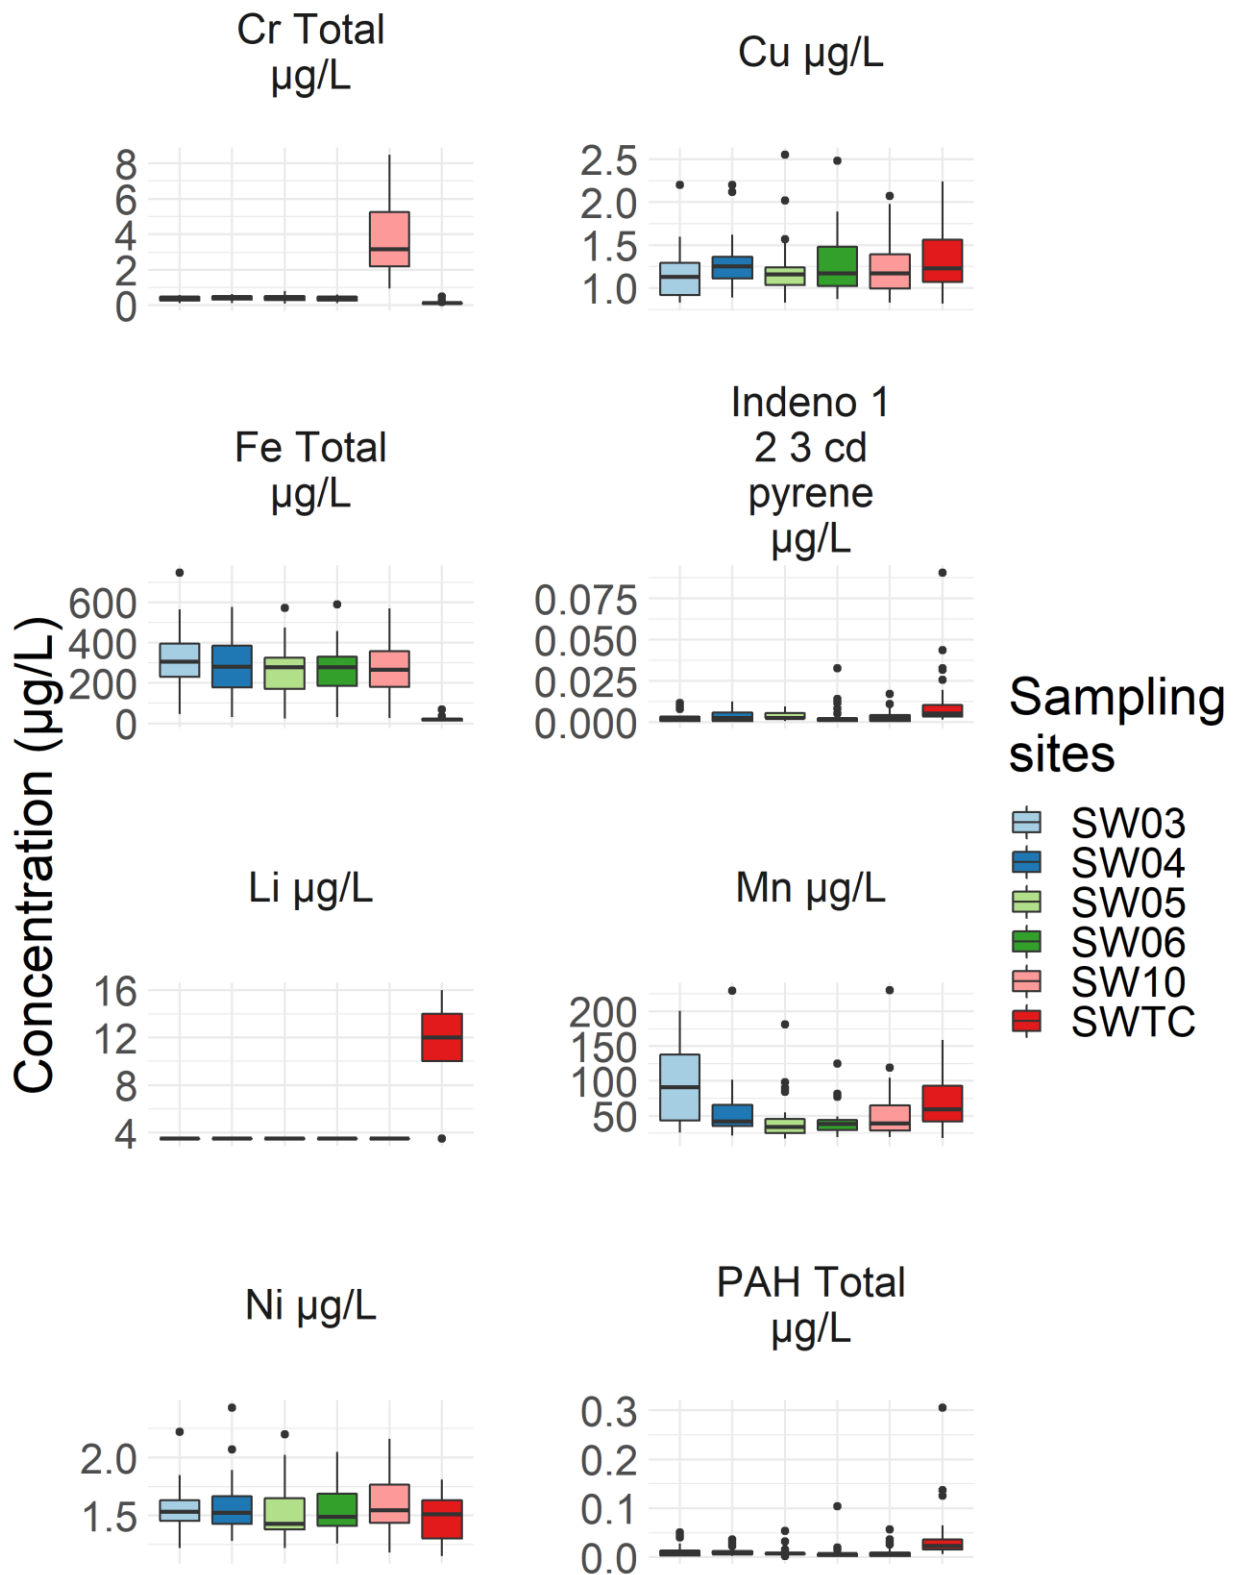 Cr Total
µg/L
8
6
4
2
0
Cu µg/L
2.5
2.0
1.5
1.0
Fe Total
µg/L
600
400
200
0
Indeno 1
2 3 cd
pyrene
µg/L
0.075
0.050
0.025
0.000
Li µg/L
16
12
8
4
Mn µg/L
200
150
100
50
Ni µg/L
2.0
1.5
PAH Total
µg/L
0.3
0.2
0.1
0.0
Concentration (µg/L)
Sampling
sites
SW03
SW04
SW05
SW06
SW10
SWTC